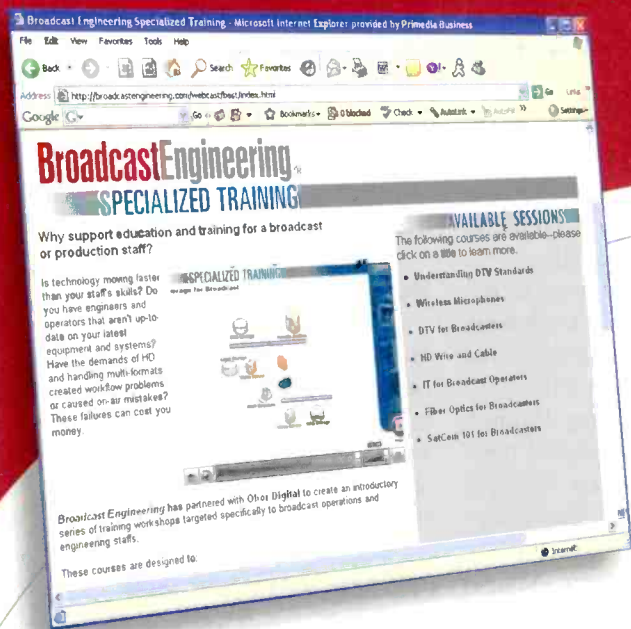 Broadcast Engineering Specialized Training - Microsoft Internet Explorer provided by Primedia Business
File Edit View Favorites Tools Help
Back Search Favorites
Address http://broadcastengineering.com/webcast/best/index.html Go Links
Google Go Bookmarks 0 blocked Check AutoLink AutoFill Settings
BroadcastEngineering
SPECIALIZED TRAINING
Why support education and training for a broadcast
or production staff?
Is technology moving faster
than your staff's skills? Do
you have engineers and
operators that aren't up-to-
date on your latest
equipment and systems?
Have the demands of HD
and handling multi-formats
created workflow problems
or caused on-air mistakes?
These failures can cost you
money.
SPECIALIZED TRAINING
AVAILABLE SESSIONS
The following courses are available--please
click on a title to learn more.
• Understanding DTV Standards
• Wireless Microphones
• DTV for Broadcasters
• HD Wire and Cable
• IT for Broadcast Operators
• Fiber Optics for Broadcasters
• SatCom 101 for Broadcasters
Broadcast Engineering has partnered with Obor Digital to create an introductory
series of training workshops targeted specifically to broadcast operations and
engineering staffs.
These courses are designed to:
Internet